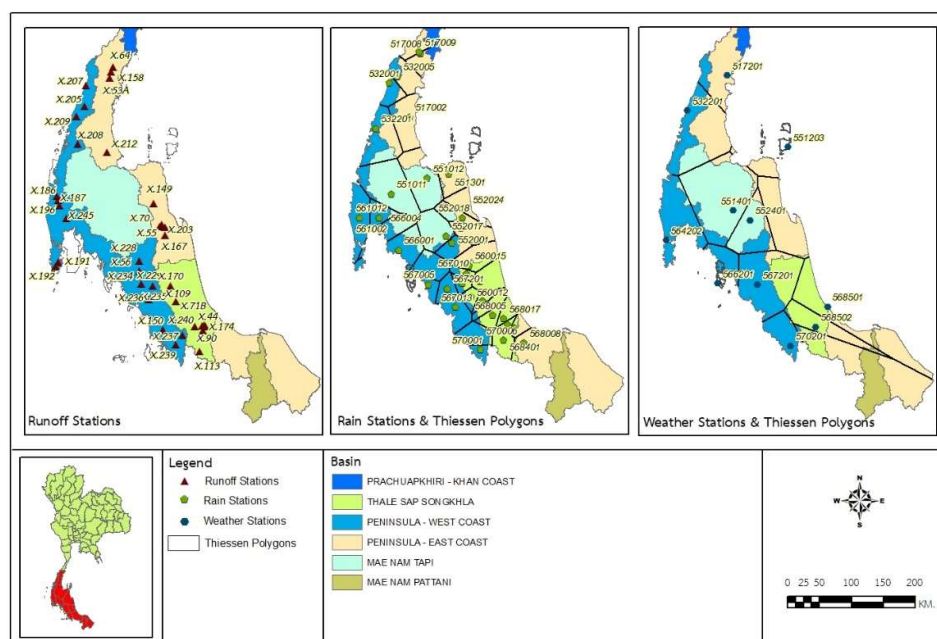 X.64
X.207
X.158
X.53A
X.205
X.209
X.208
X.212
X.186
X.187
X.149
X.196
X.245
X.70
X.55
X.203
X.228
X.167
X.56
X.191
X.192
X.234
X.170
X.109
X.236
X.235
X.718
X.150
X.240
X.44
X.174
X.237
X.90
X.239
X.113
Runoff Stations
517008
517009
532005
532001
517002
532201
551012
551011
551301
552024
561012
566004
552018
561002
552017
566001
552001
567010
560015
567005
567201
560012
567013
568005
568017
570006
568008
570001
568401
Rain Stations & Thiessen Polygons
517201
532201
551203
551401
552401
564202
566201
567201
568501
568502
570201
Weather Stations & Thiessen Polygons
Legend
Runoff Stations
Rain Stations
Weather Stations
Thiessen Polygons
Basin
PRACHUAPKHIRI - KHAN COAST
THALE SAP SONGKHLA
PENINSULA - WEST COAST
PENINSULA - EAST COAST
MAE NAM TAPI
MAE NAM PATTANI
N
W E
S
0 25 50 100 150 200
KM.